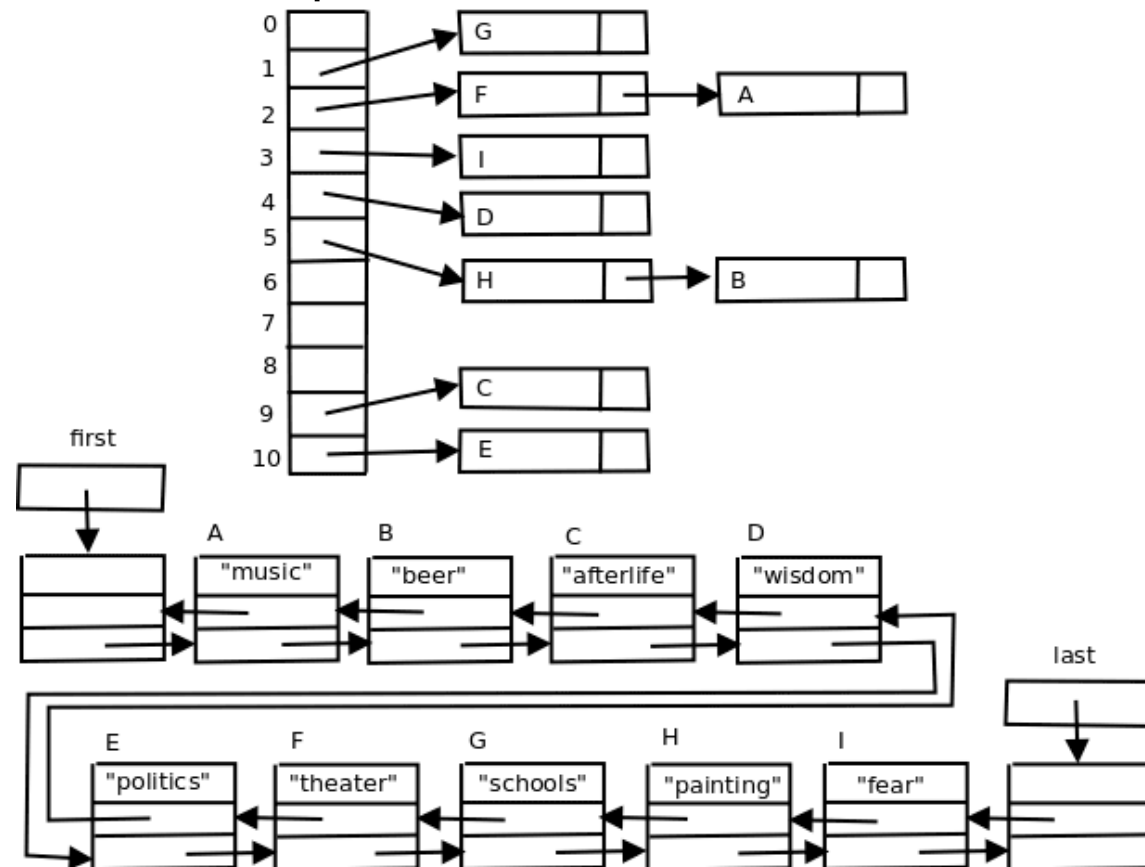 0
G
1
F
A
2
3
I
4
D
5
H
B
6
7
8
C
9
E
10
first
A
B
C
D
"music"
"beer"
"afterlife"
"wisdom"
last
E
F
G
H
I
"politics"
"theater"
"schools"
"painting"
"fear"